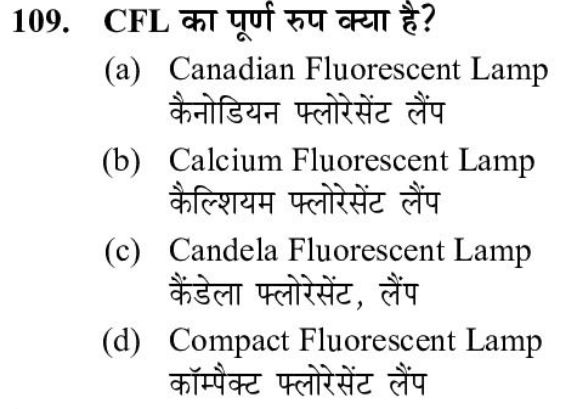 109. CFL का पूर्ण रुप क्या है?
(a) Canadian Fluorescent Lamp
कैनोडियन फ्लोरेसेंट लैंप
(b) Calcium Fluorescent Lamp
कैल्शियम फ्लोरेसेंट लैंप
(c) Candela Fluorescent Lamp
कैंडेला फ्लोरेसेंट, लैंप
(d) Compact Fluorescent Lamp
कॉम्पैक्ट फ्लोरेसेंट लैंप